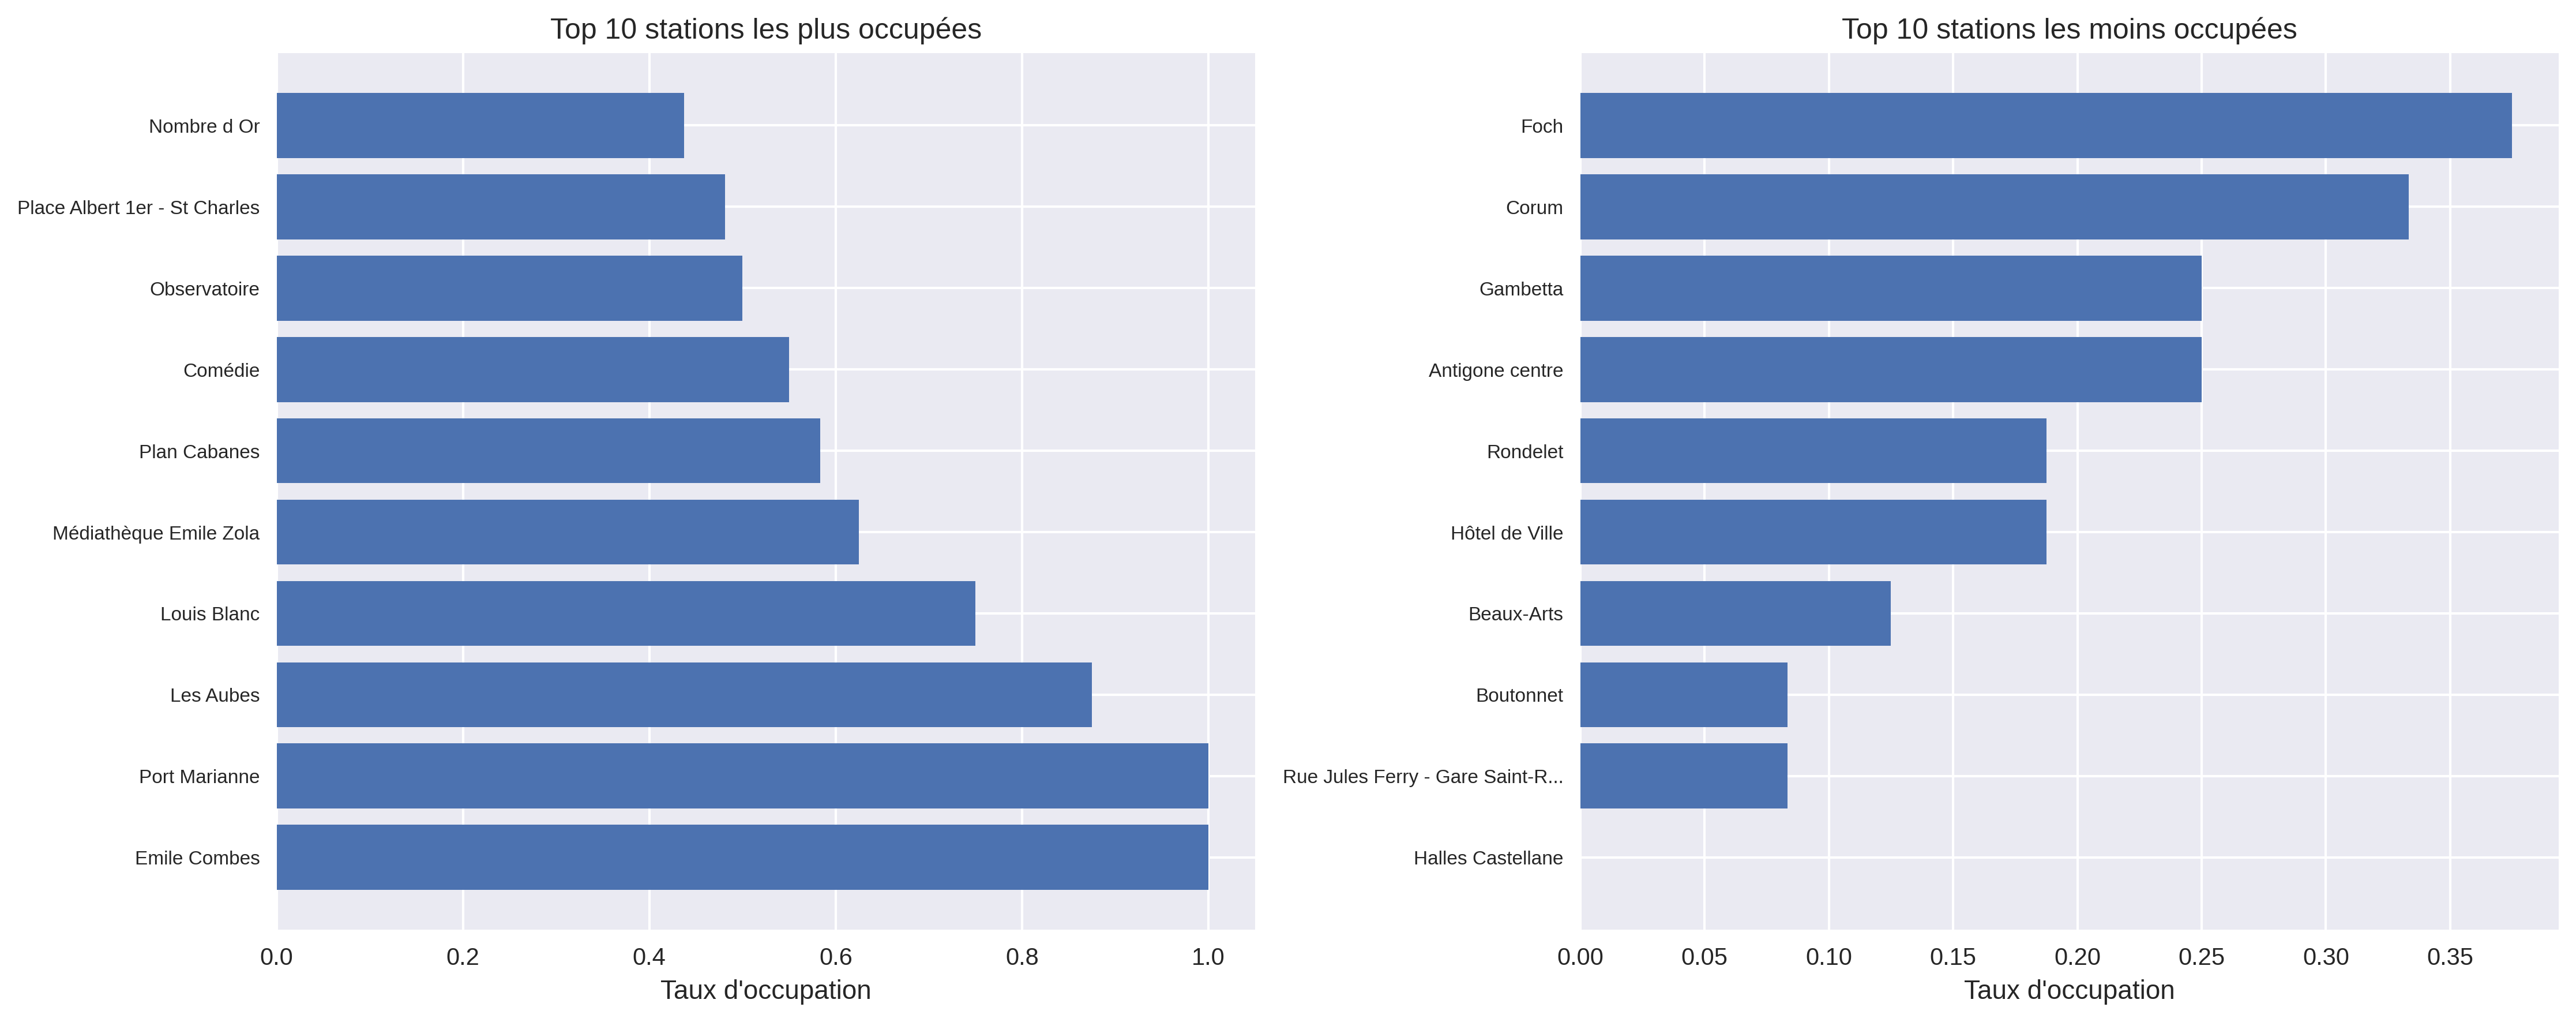 Top 10 stations les plus occupées
Nombre d Or
Place Albert 1er - St Charles
Observatoire
Comédie
Plan Cabanes
Médiathèque Emile Zola
Louis Blanc
Les Aubes
Port Marianne
Emile Combes
0.0 0.2 0.4 0.6 0.8 1.0
Taux d'occupation
Top 10 stations les moins occupées
Foch
Corum
Gambetta
Antigone centre
Rondelet
Hôtel de Ville
Beaux-Arts
Boutonnet
Rue Jules Ferry - Gare Saint-R...
Halles Castellane
0.00 0.05 0.10 0.15 0.20 0.25 0.30 0.35
Taux d'occupation